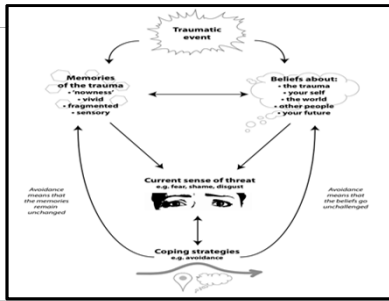 Traumatic
event
Memories
of the trauma
• 'nowness'
• vivid
• fragmented
• sensory
Beliefs about:
• the trauma
• your self
• the world
• other people
• your future
Current sense of threat
e.g. fear, shame, disgust
Avoidance
means that
the memories
remain
unchanged
Avoidance
means that
the beliefs go
unchallenged
Coping strategies
e.g. avoidance